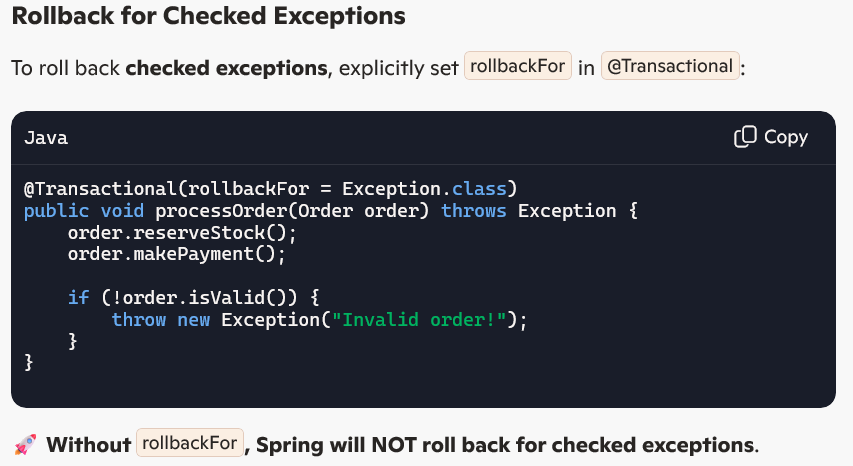 Rollback for Checked Exceptions
To roll back checked exceptions, explicitly set rollbackFor in @Transactional:
Java
Copy
@Transactional(rollbackFor = Exception.class)
public void processOrder(Order order) throws Exception {
    order.reserveStock();
    order.makePayment();

    if (!order.isValid()) {
        throw new Exception("Invalid order!");
    }
}
🚀 Without rollbackFor, Spring will NOT roll back for checked exceptions.